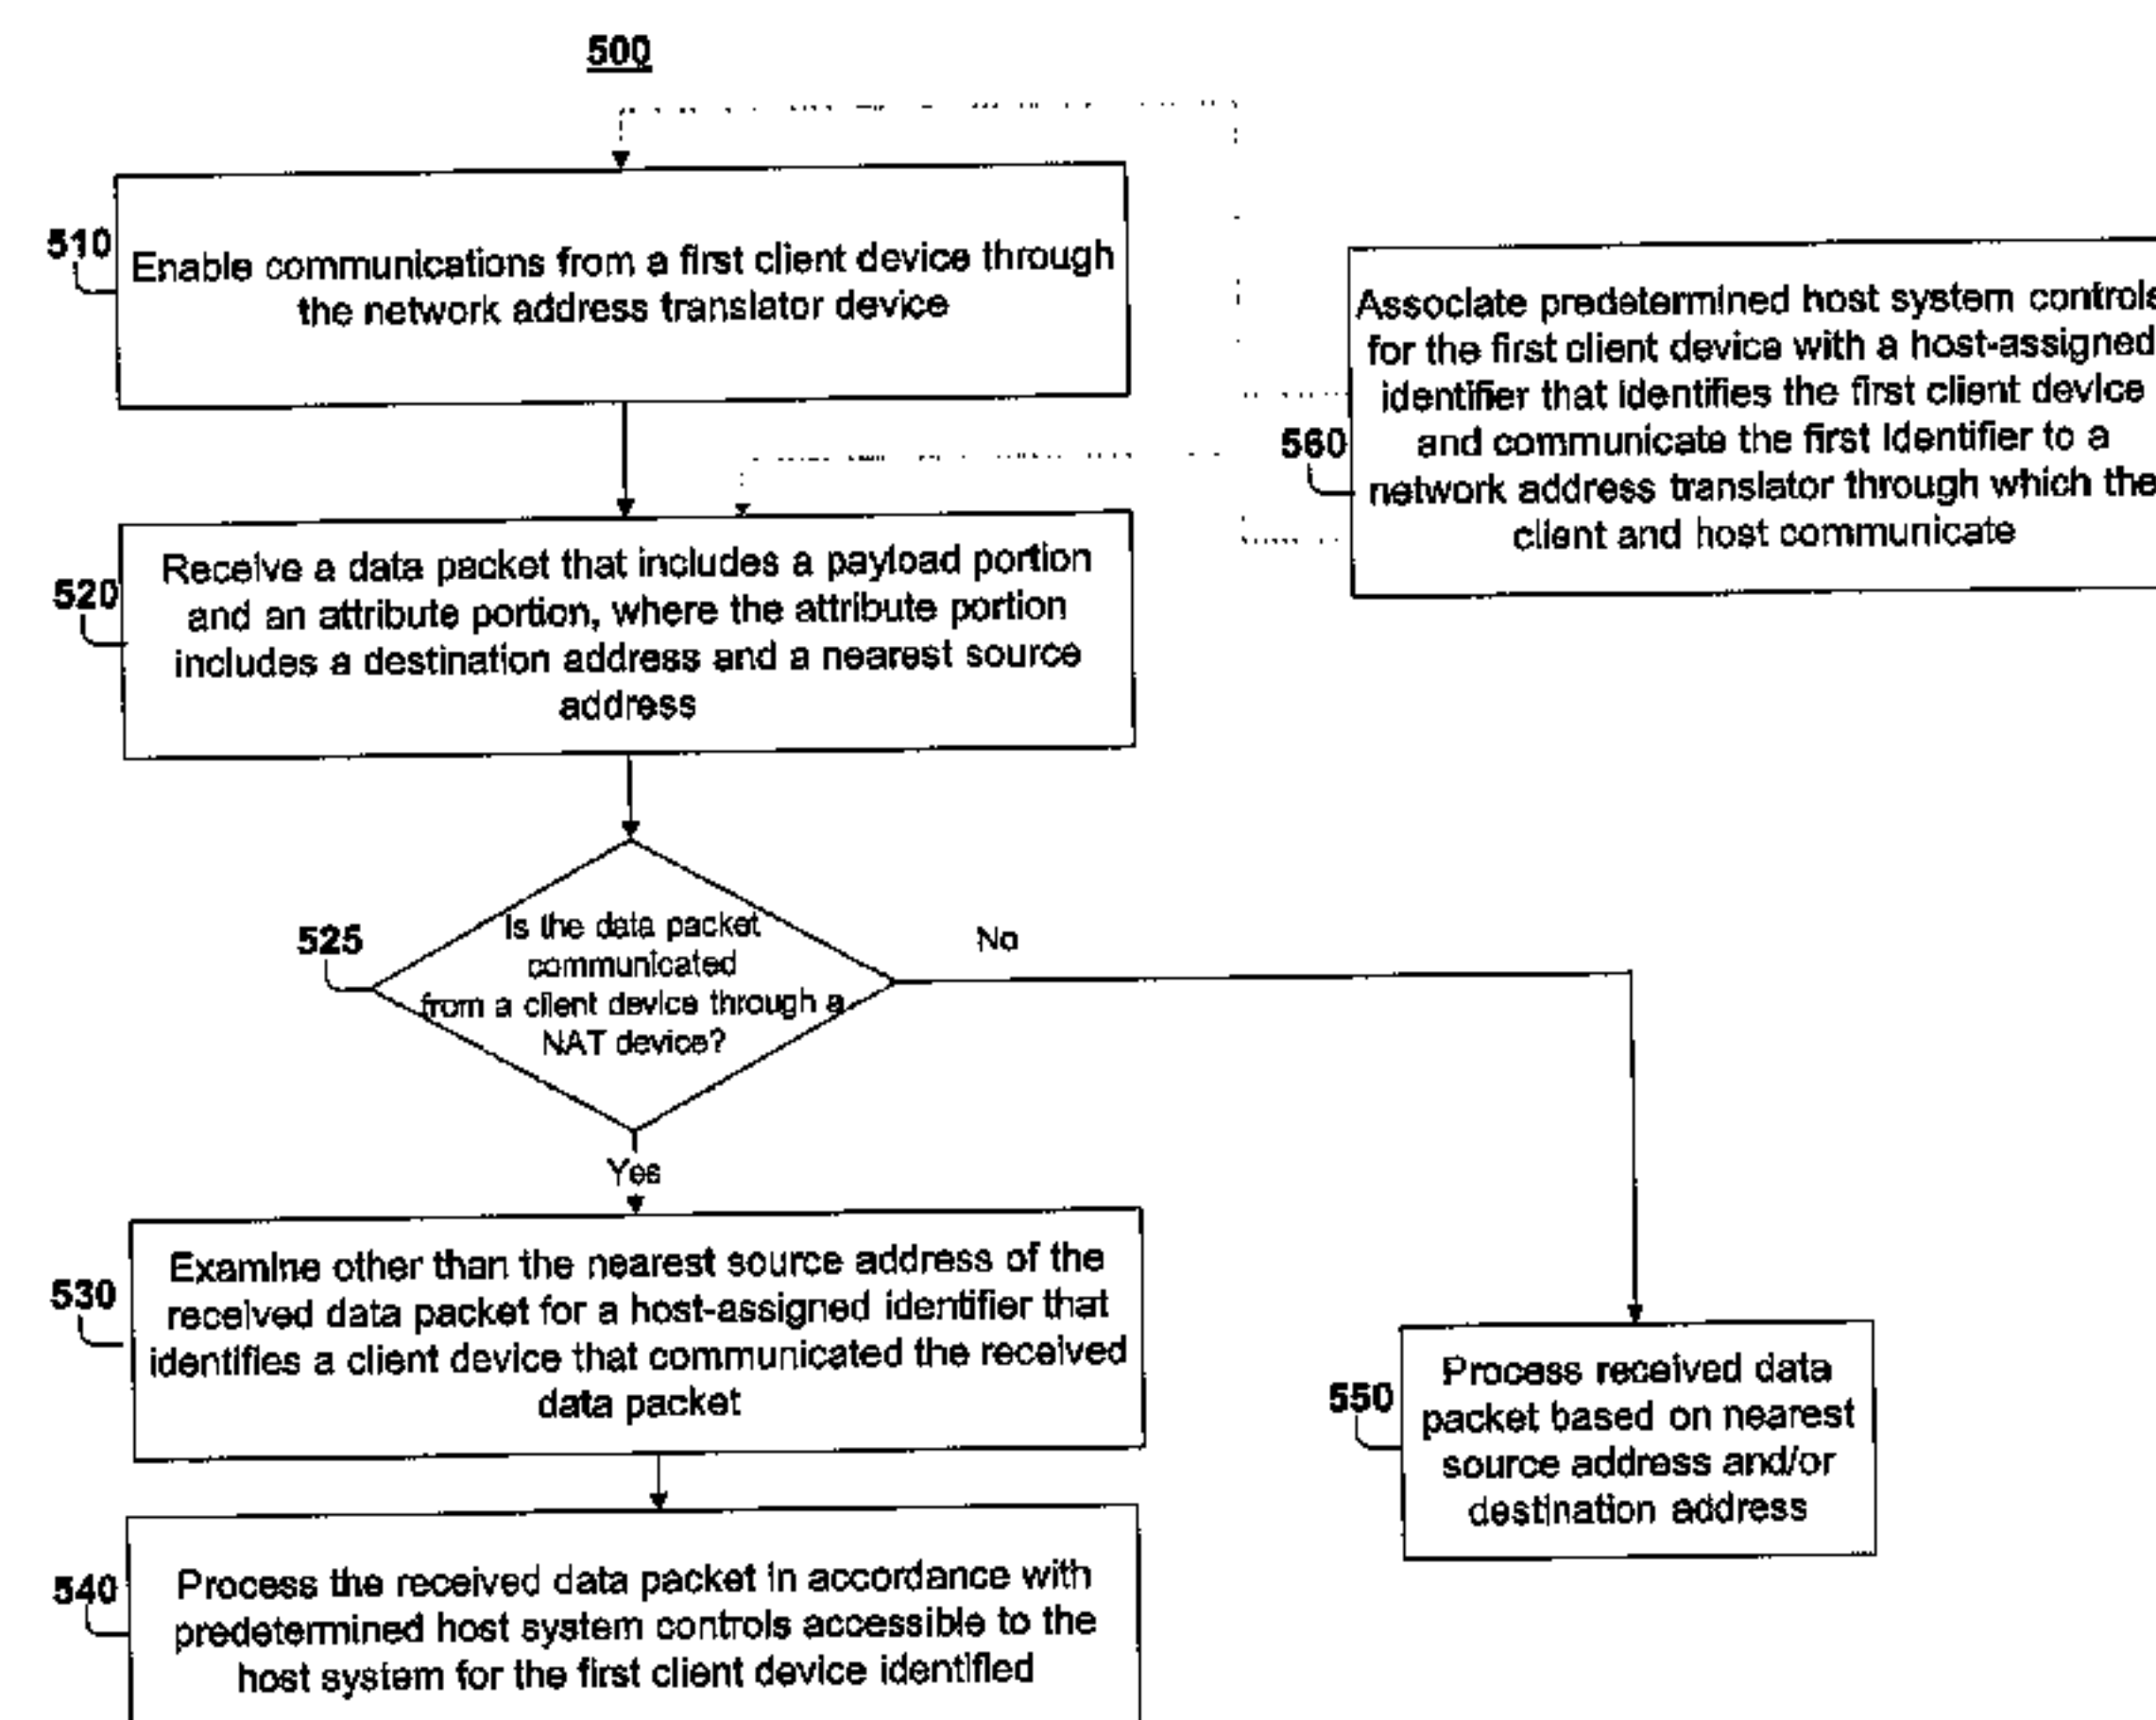 500
510
Enable communications from a first client device through
the network address translator device
Associate predetermined host system controls
for the first client device with a host-assigned
identifier that identifies the first client device
and communicate the first identifier to a
network address translator through which the
client and host communicate
560
520
Receive a data packet that includes a payload portion
and an attribute portion, where the attribute portion
includes a destination address and a nearest source
address
525
Is the data packet
communicated
from a client device through a
NAT device?
No
Yes
530
Examine other than the nearest source address of the
received data packet for a host-assigned identifier that
identifies a client device that communicated the received
data packet
550
Process received data
packet based on nearest
source address and/or
destination address
540
Process the received data packet in accordance with
predetermined host system controls accessible to the
host system for the first client device identified